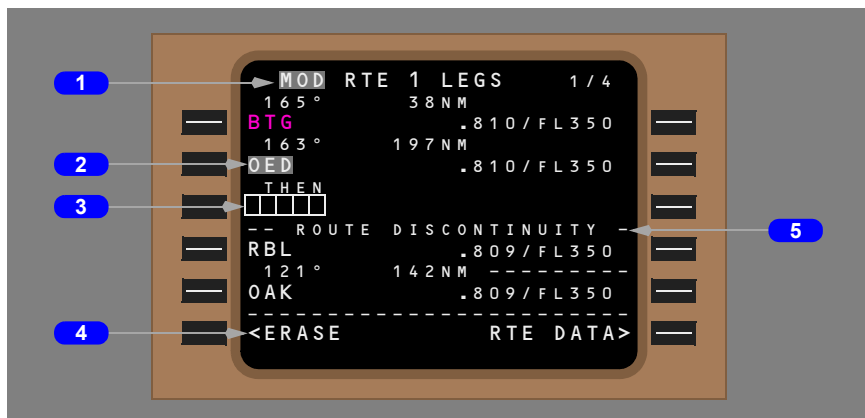 1 MOD RTE 1 LEGS 1/4
165° 38NM
BTG .810/FL350
163° 197NM
2 OED .810/FL350
THEN
3 □□□□□
-- ROUTE DISCONTINUITY - 5
RBL .809/FL350
121° 142NM ---------
OAK .809/FL350
------------------------
4 <ERASE RTE DATA>